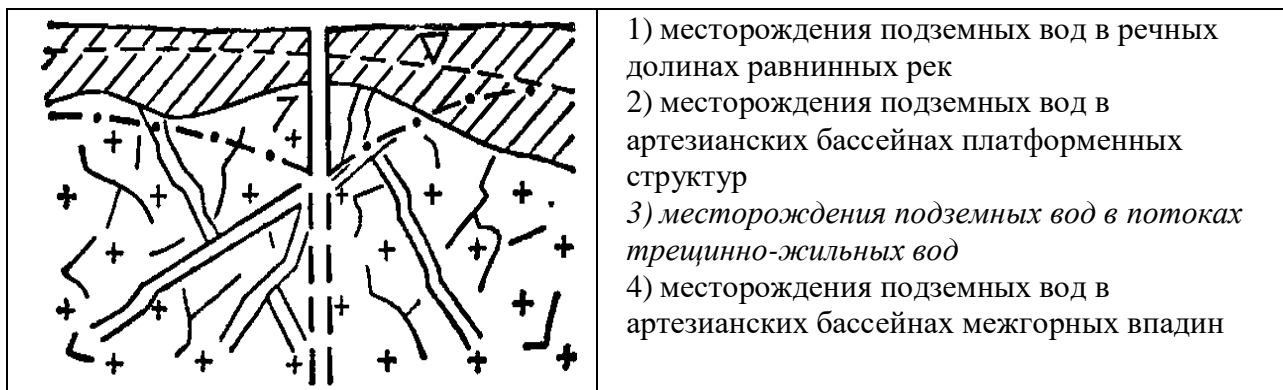 1) месторождения подземных вод в речных
долинах равнинных рек
2) месторождения подземных вод в
артезианских бассейнах платформенных
структур
3) месторождения подземных вод в потоках
трещинно-жильных вод
4) месторождения подземных вод в
артезианских бассейнах межгорных впадин